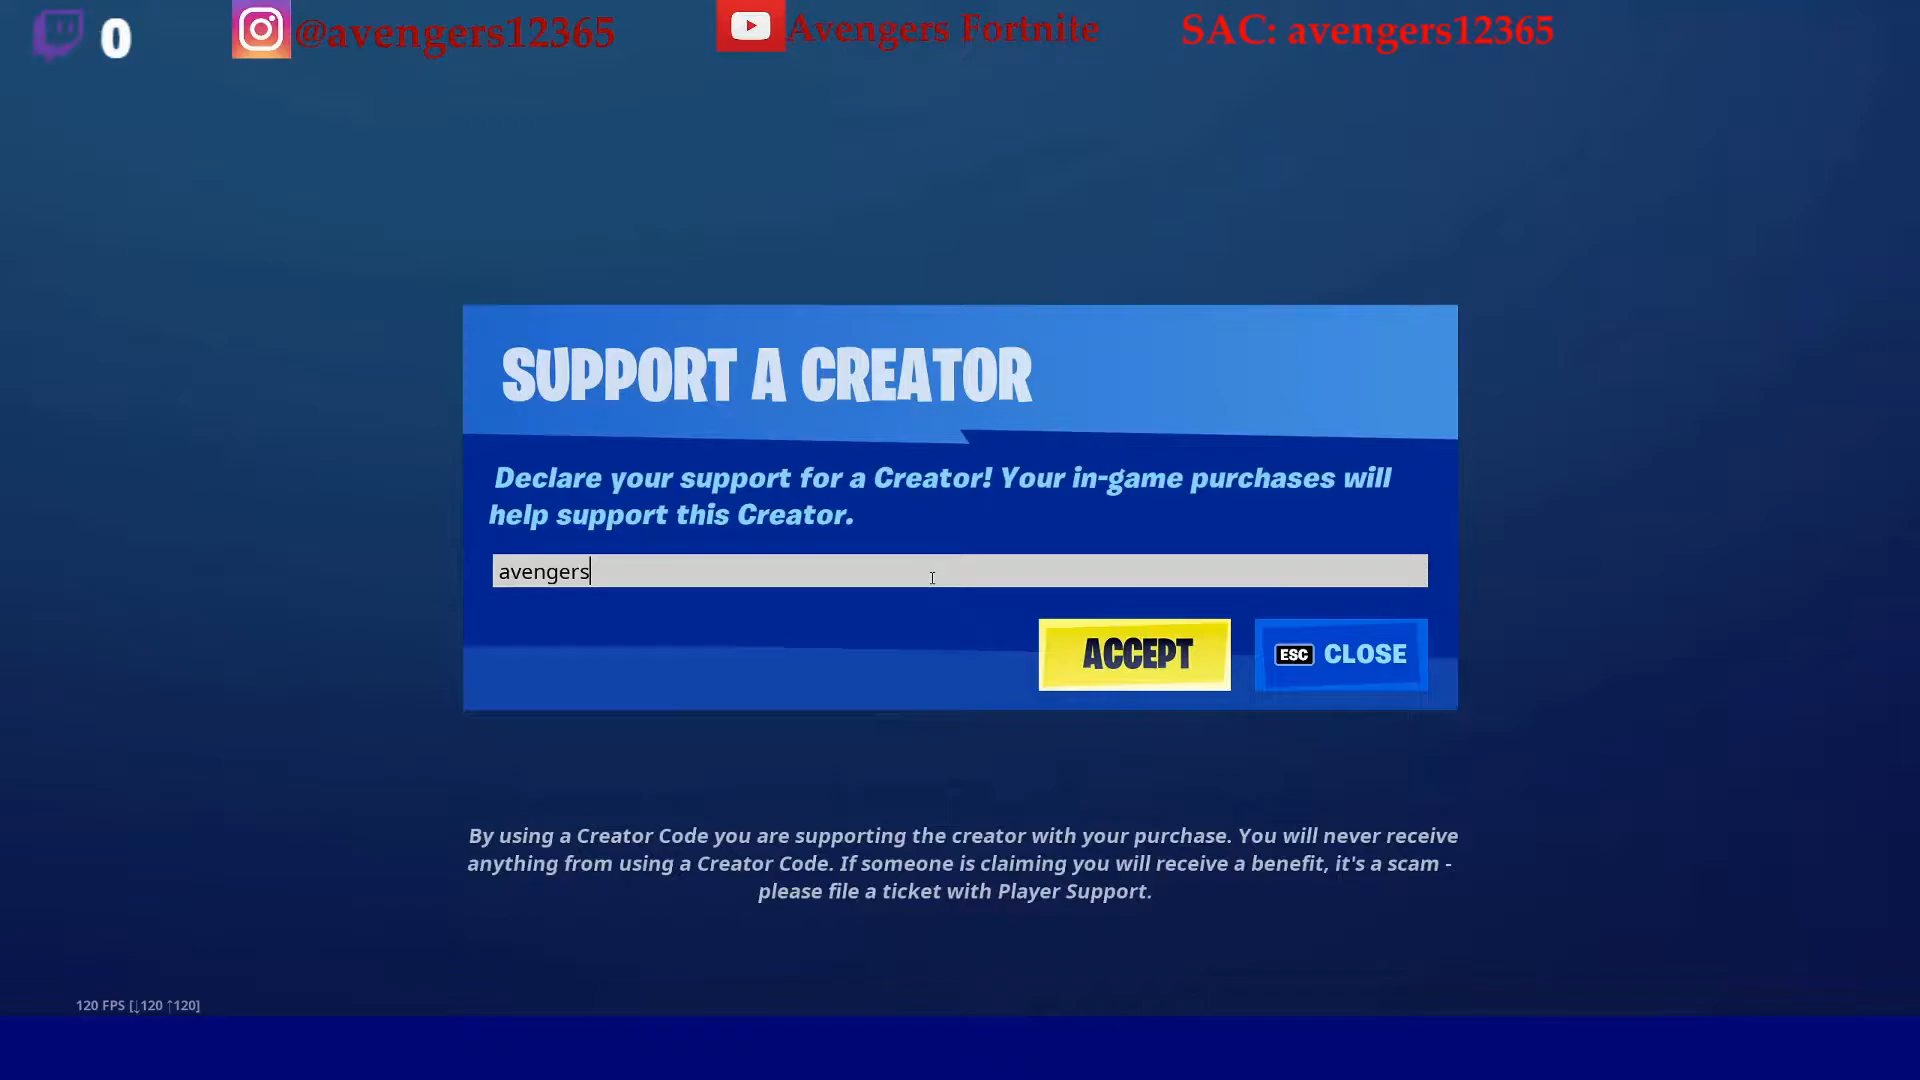 0
@avengers12365
Avengers Fortnite
SAC: avengers12365
SUPPORT A CREATOR
Declare your support for a Creator! Your in-game purchases will
help support this Creator.
avengers
ACCEPT
ESC CLOSE
By using a Creator Code you are supporting the creator with your purchase. You will never receive
anything from using a Creator Code. If someone is claiming you will receive a benefit, it's a scam -
please file a ticket with Player Support.
120 FPS [↓120 ↑120]